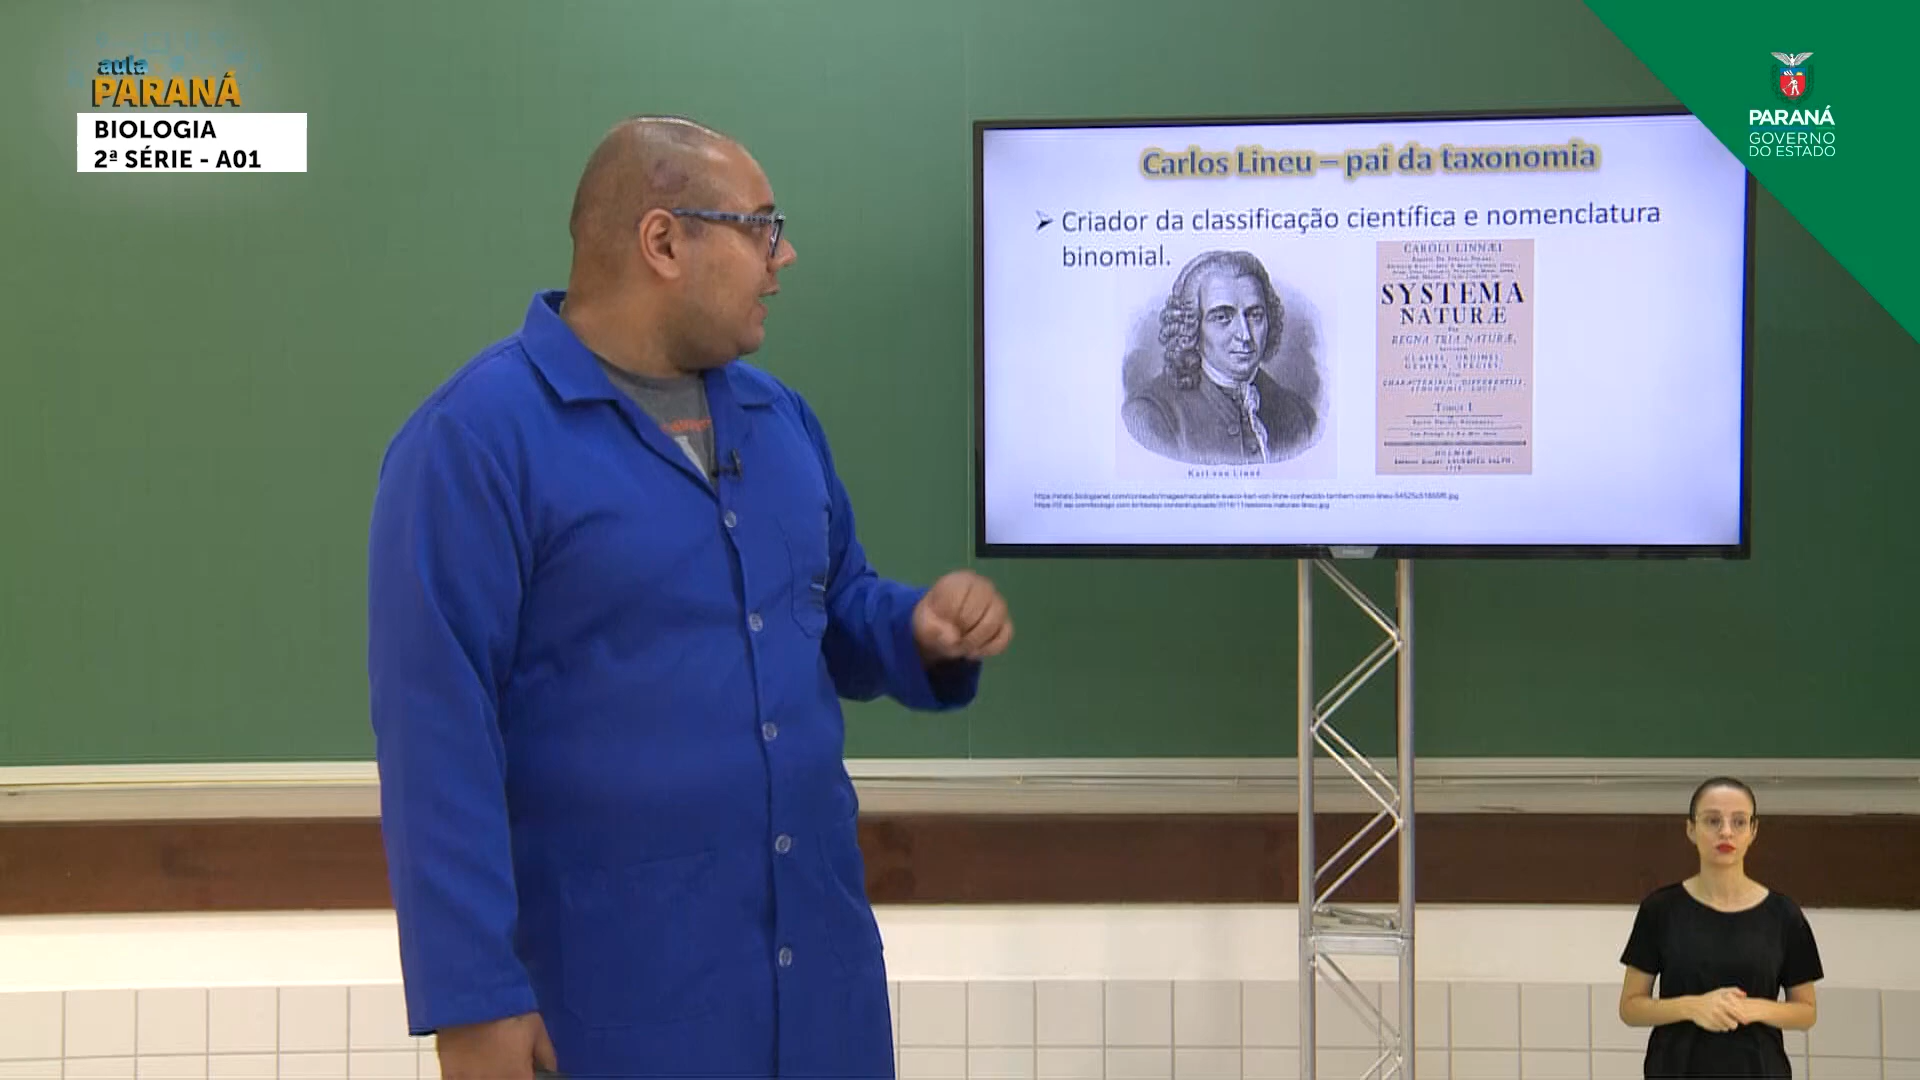 aula
PARANÁ
BIOLOGIA
2ª SÉRIE - A01
PARANÁ
GOVERNO
DO ESTADO
Carlos Lineu – pai da taxonomia
➢ Criador da classificação científica e nomenclatura
binomial.
Karl von Linné
CAROLI LINNÆI
SYSTEMA
NATURÆ
REGNA TRIA NATURÆ,
CLASSES, ORDINES,
GENERA, SPECIES,
TOMUS I